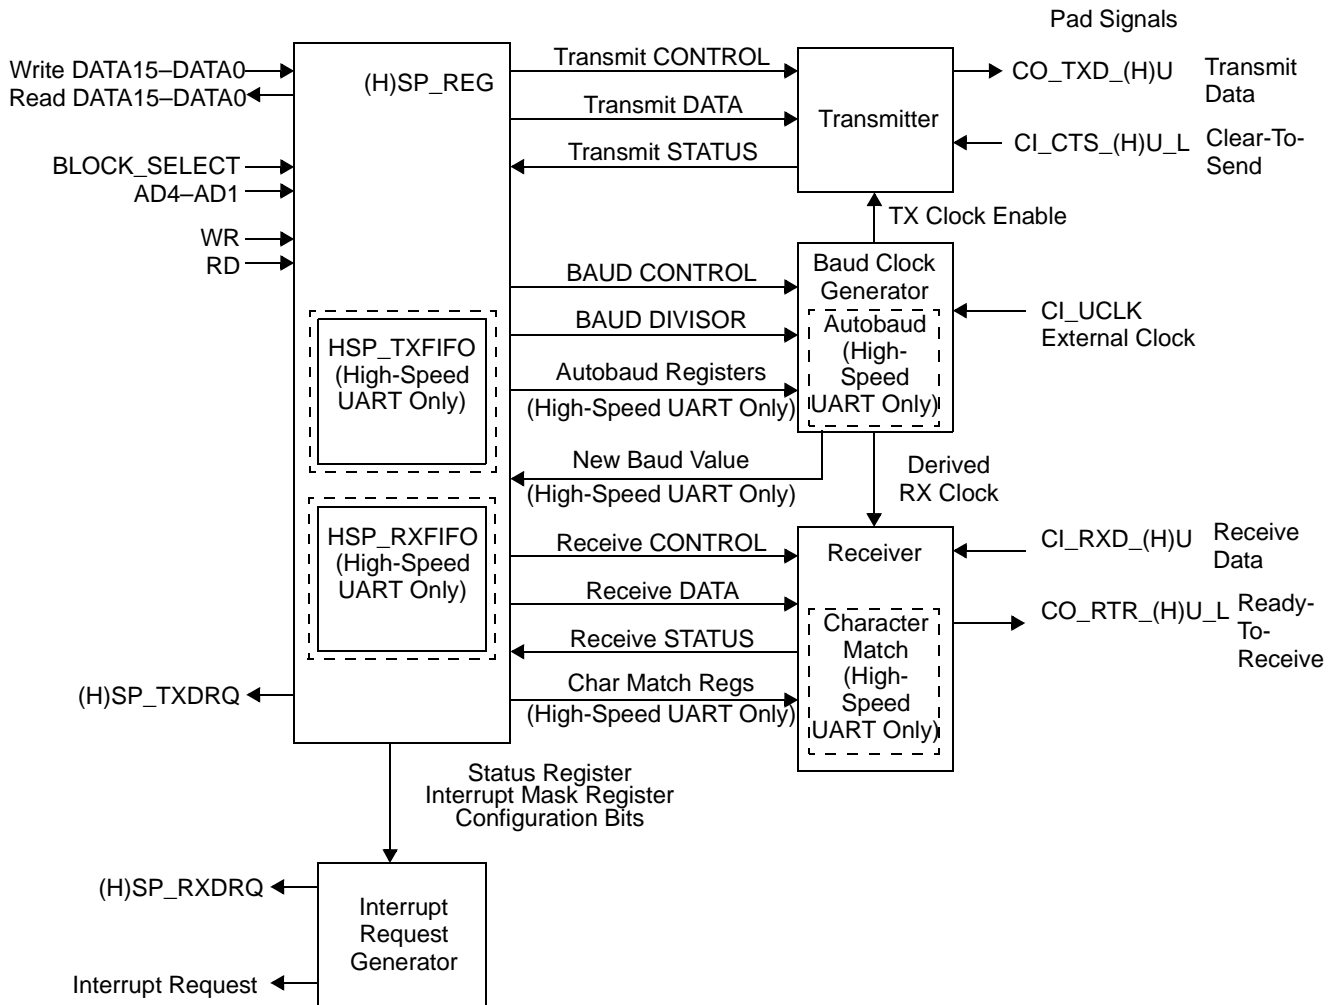 Pad Signals
Write DATA15–DATA0
Read DATA15–DATA0
BLOCK_SELECT
AD4–AD1
WR
RD
(H)SP_REG
HSP_TXFIFO
(High-Speed
UART Only)
HSP_RXFIFO
(High-Speed
UART Only)
(H)SP_TXDRQ
Transmit CONTROL
Transmit DATA
Transmit STATUS
BAUD CONTROL
BAUD DIVISOR
Autobaud Registers
(High-Speed UART Only)
New Baud Value
(High-Speed UART Only)
Receive CONTROL
Receive DATA
Receive STATUS
Char Match Regs
(High-Speed UART Only)
Transmitter
TX Clock Enable
Baud Clock
Generator
Autobaud
(High-
Speed
UART Only)
Derived
RX Clock
Receiver
Character
Match
(High-
Speed
UART Only)
CO_TXD_(H)U
Transmit
Data
CI_CTS_(H)U_L
Clear-To-
Send
CI_UCLK
External Clock
CI_RXD_(H)U
Receive
Data
CO_RTR_(H)U_L
Ready-
To-
Receive
Status Register
Interrupt Mask Register
Configuration Bits
(H)SP_RXDRQ
Interrupt Request
Interrupt
Request
Generator